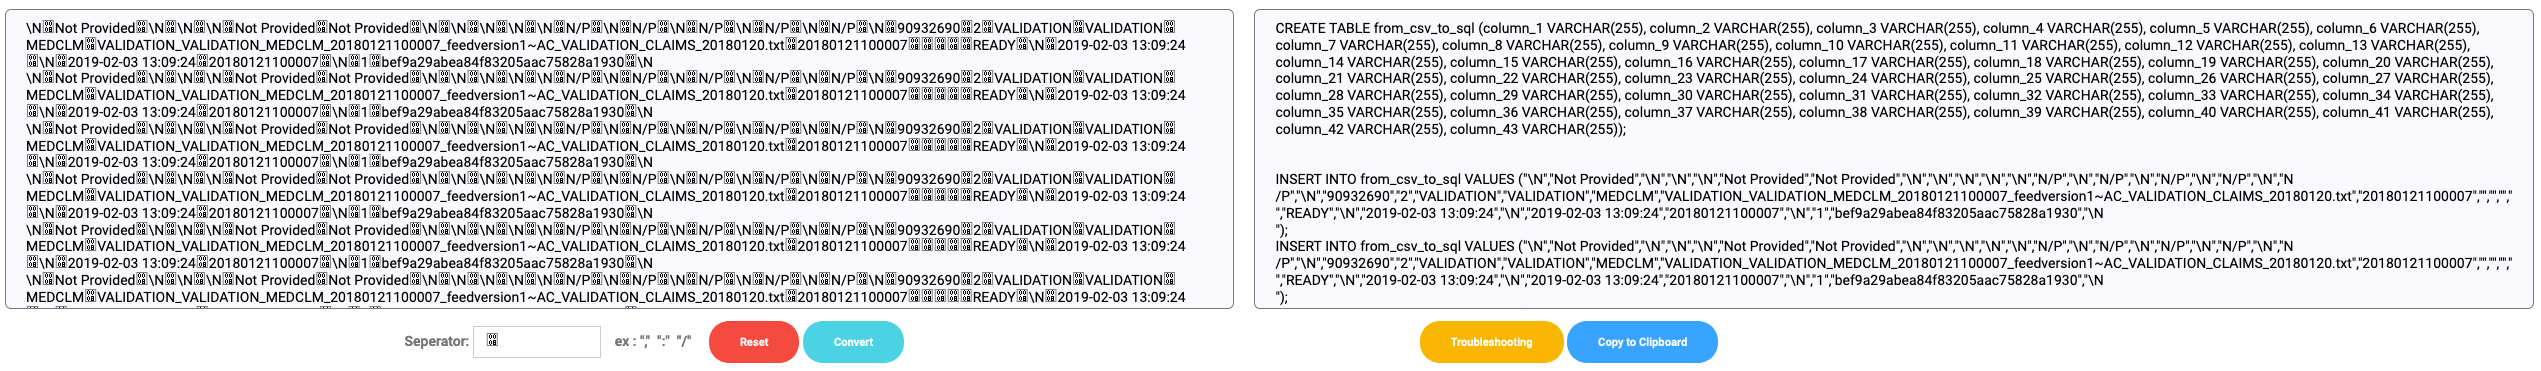 \N�Not Provided�\N�\N�\N�Not Provided�Not Provided�\N�\N�\N�\N�\N�N/P�\N�N/P�\N�N/P�\N�N/P�\N�N/P�\N�90932690�2�VALIDATION�VALIDATION�
MEDCLM�VALIDATION_VALIDATION_MEDCLM_20180121100007_feedversion1~AC_VALIDATION_CLAIMS_20180120.txt�20180121100007�����READY�\N�2019-02-03 13:09:24
�\N�2019-02-03 13:09:24�20180121100007�\N�1�bef9a29abea84f83205aac75828a1930�\N
\N�Not Provided�\N�\N�\N�Not Provided�Not Provided�\N�\N�\N�\N�\N�N/P�\N�N/P�\N�N/P�\N�N/P�\N�N/P�\N�90932690�2�VALIDATION�VALIDATION�
MEDCLM�VALIDATION_VALIDATION_MEDCLM_20180121100007_feedversion1~AC_VALIDATION_CLAIMS_20180120.txt�20180121100007�����READY�\N�2019-02-03 13:09:24
�\N�2019-02-03 13:09:24�20180121100007�\N�1�bef9a29abea84f83205aac75828a1930�\N
\N�Not Provided�\N�\N�\N�Not Provided�Not Provided�\N�\N�\N�\N�\N�N/P�\N�N/P�\N�N/P�\N�N/P�\N�N/P�\N�90932690�2�VALIDATION�VALIDATION�
MEDCLM�VALIDATION_VALIDATION_MEDCLM_20180121100007_feedversion1~AC_VALIDATION_CLAIMS_20180120.txt�20180121100007�����READY�\N�2019-02-03 13:09:24
�\N�2019-02-03 13:09:24�20180121100007�\N�1�bef9a29abea84f83205aac75828a1930�\N
\N�Not Provided�\N�\N�\N�Not Provided�Not Provided�\N�\N�\N�\N�\N�N/P�\N�N/P�\N�N/P�\N�N/P�\N�N/P�\N�90932690�2�VALIDATION�VALIDATION�
MEDCLM�VALIDATION_VALIDATION_MEDCLM_20180121100007_feedversion1~AC_VALIDATION_CLAIMS_20180120.txt�20180121100007�����READY�\N�2019-02-03 13:09:24
�\N�2019-02-03 13:09:24�20180121100007�\N�1�bef9a29abea84f83205aac75828a1930�\N
\N�Not Provided�\N�\N�\N�Not Provided�Not Provided�\N�\N�\N�\N�\N�N/P�\N�N/P�\N�N/P�\N�N/P�\N�N/P�\N�90932690�2�VALIDATION�VALIDATION�
MEDCLM�VALIDATION_VALIDATION_MEDCLM_20180121100007_feedversion1~AC_VALIDATION_CLAIMS_20180120.txt�20180121100007�����READY�\N�2019-02-03 13:09:24
�\N�2019-02-03 13:09:24�20180121100007�\N�1�bef9a29abea84f83205aac75828a1930�\N
\N�Not Provided�\N�\N�\N�Not Provided�Not Provided�\N�\N�\N�\N�\N�N/P�\N�N/P�\N�N/P�\N�N/P�\N�N/P�\N�90932690�2�VALIDATION�VALIDATION�
MEDCLM�VALIDATION_VALIDATION_MEDCLM_20180121100007_feedversion1~AC_VALIDATION_CLAIMS_20180120.txt�20180121100007�����READY�\N�2019-02-03 13:09:24
Seperator: � ex : "," ":" "/" Reset Convert
CREATE TABLE from_csv_to_sql (column_1 VARCHAR(255), column_2 VARCHAR(255), column_3 VARCHAR(255), column_4 VARCHAR(255), column_5 VARCHAR(255), column_6 VARCHAR(255),
column_7 VARCHAR(255), column_8 VARCHAR(255), column_9 VARCHAR(255), column_10 VARCHAR(255), column_11 VARCHAR(255), column_12 VARCHAR(255), column_13 VARCHAR(255),
column_14 VARCHAR(255), column_15 VARCHAR(255), column_16 VARCHAR(255), column_17 VARCHAR(255), column_18 VARCHAR(255), column_19 VARCHAR(255), column_20 VARCHAR(255),
column_21 VARCHAR(255), column_22 VARCHAR(255), column_23 VARCHAR(255), column_24 VARCHAR(255), column_25 VARCHAR(255), column_26 VARCHAR(255), column_27 VARCHAR(255),
column_28 VARCHAR(255), column_29 VARCHAR(255), column_30 VARCHAR(255), column_31 VARCHAR(255), column_32 VARCHAR(255), column_33 VARCHAR(255), column_34 VARCHAR(255),
column_35 VARCHAR(255), column_36 VARCHAR(255), column_37 VARCHAR(255), column_38 VARCHAR(255), column_39 VARCHAR(255), column_40 VARCHAR(255), column_41 VARCHAR(255),
column_42 VARCHAR(255), column_43 VARCHAR(255));
INSERT INTO from_csv_to_sql VALUES ("\N","Not Provided","\N","\N","\N","Not Provided","Not Provided","\N","\N","\N","\N","\N","N/P","\N","N/P","\N","N/P","\N","N/P","\N","N
/P","\N","90932690","2","VALIDATION","VALIDATION","MEDCLM","VALIDATION_VALIDATION_MEDCLM_20180121100007_feedversion1~AC_VALIDATION_CLAIMS_20180120.txt","20180121100007","","","","
","READY","\N","2019-02-03 13:09:24","\N","2019-02-03 13:09:24","20180121100007","\N","1","bef9a29abea84f83205aac75828a1930","\N
");
INSERT INTO from_csv_to_sql VALUES ("\N","Not Provided","\N","\N","\N","Not Provided","Not Provided","\N","\N","\N","\N","\N","N/P","\N","N/P","\N","N/P","\N","N/P","\N","N
/P","\N","90932690","2","VALIDATION","VALIDATION","MEDCLM","VALIDATION_VALIDATION_MEDCLM_20180121100007_feedversion1~AC_VALIDATION_CLAIMS_20180120.txt","20180121100007","","","","
","READY","\N","2019-02-03 13:09:24","\N","2019-02-03 13:09:24","20180121100007","\N","1","bef9a29abea84f83205aac75828a1930","\N
");
Troubleshooting Copy to Clipboard